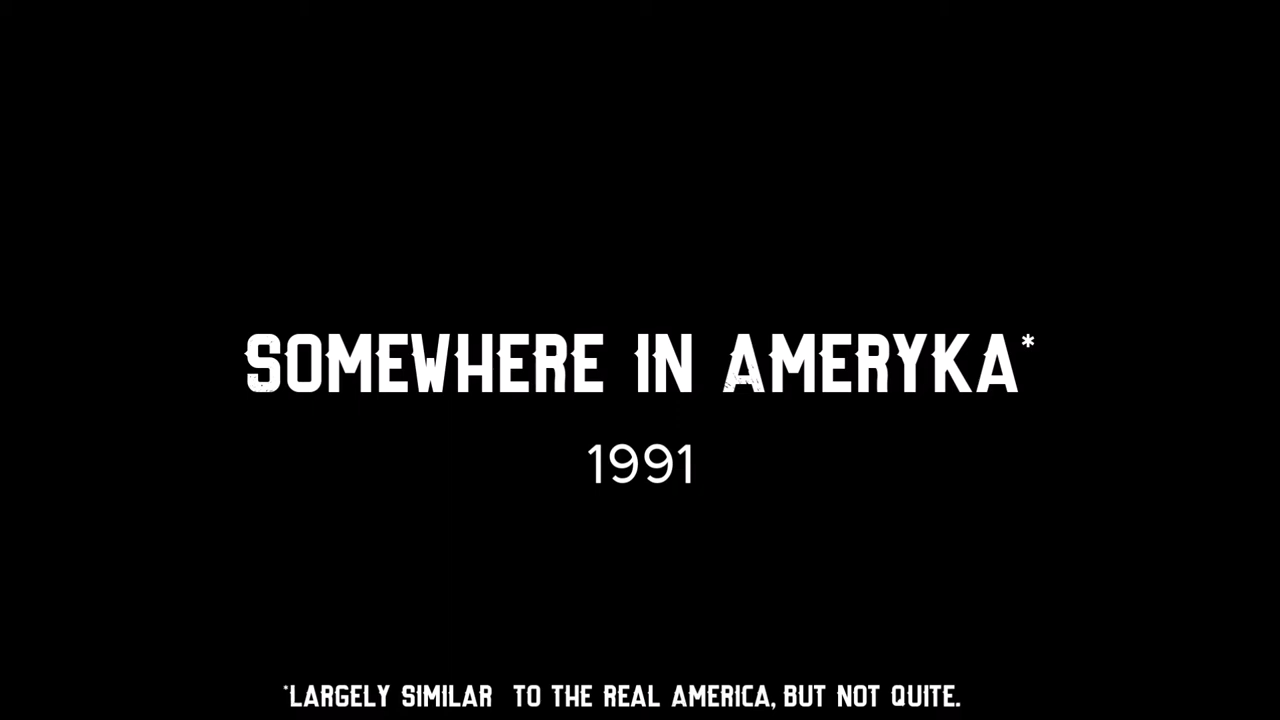 SOMEWHERE IN AMERYKA*
1991
*LARGELY SIMILAR TO THE REAL AMERICA, BUT NOT QUITE.